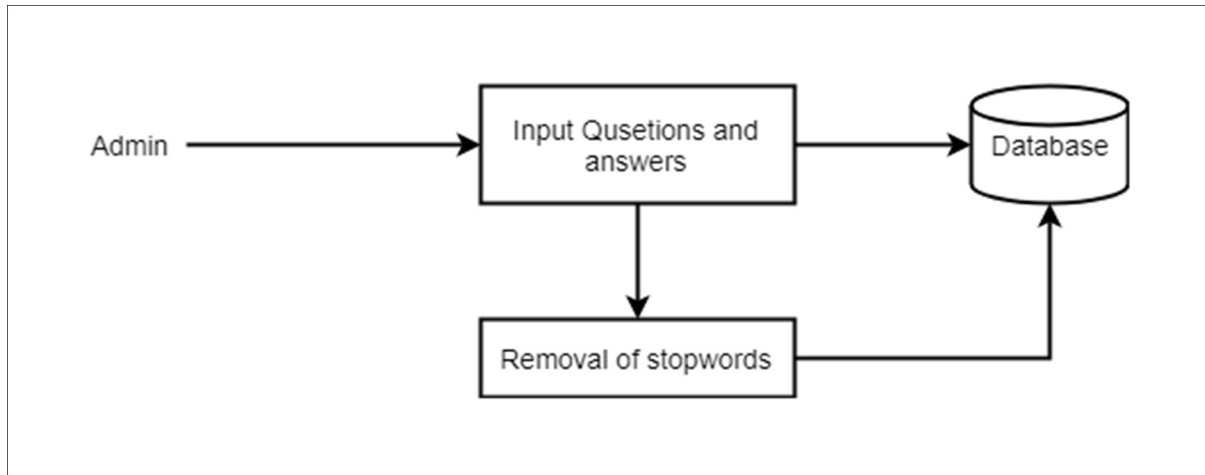 Admin
Input Qusetions and
answers
Database
Removal of stopwords